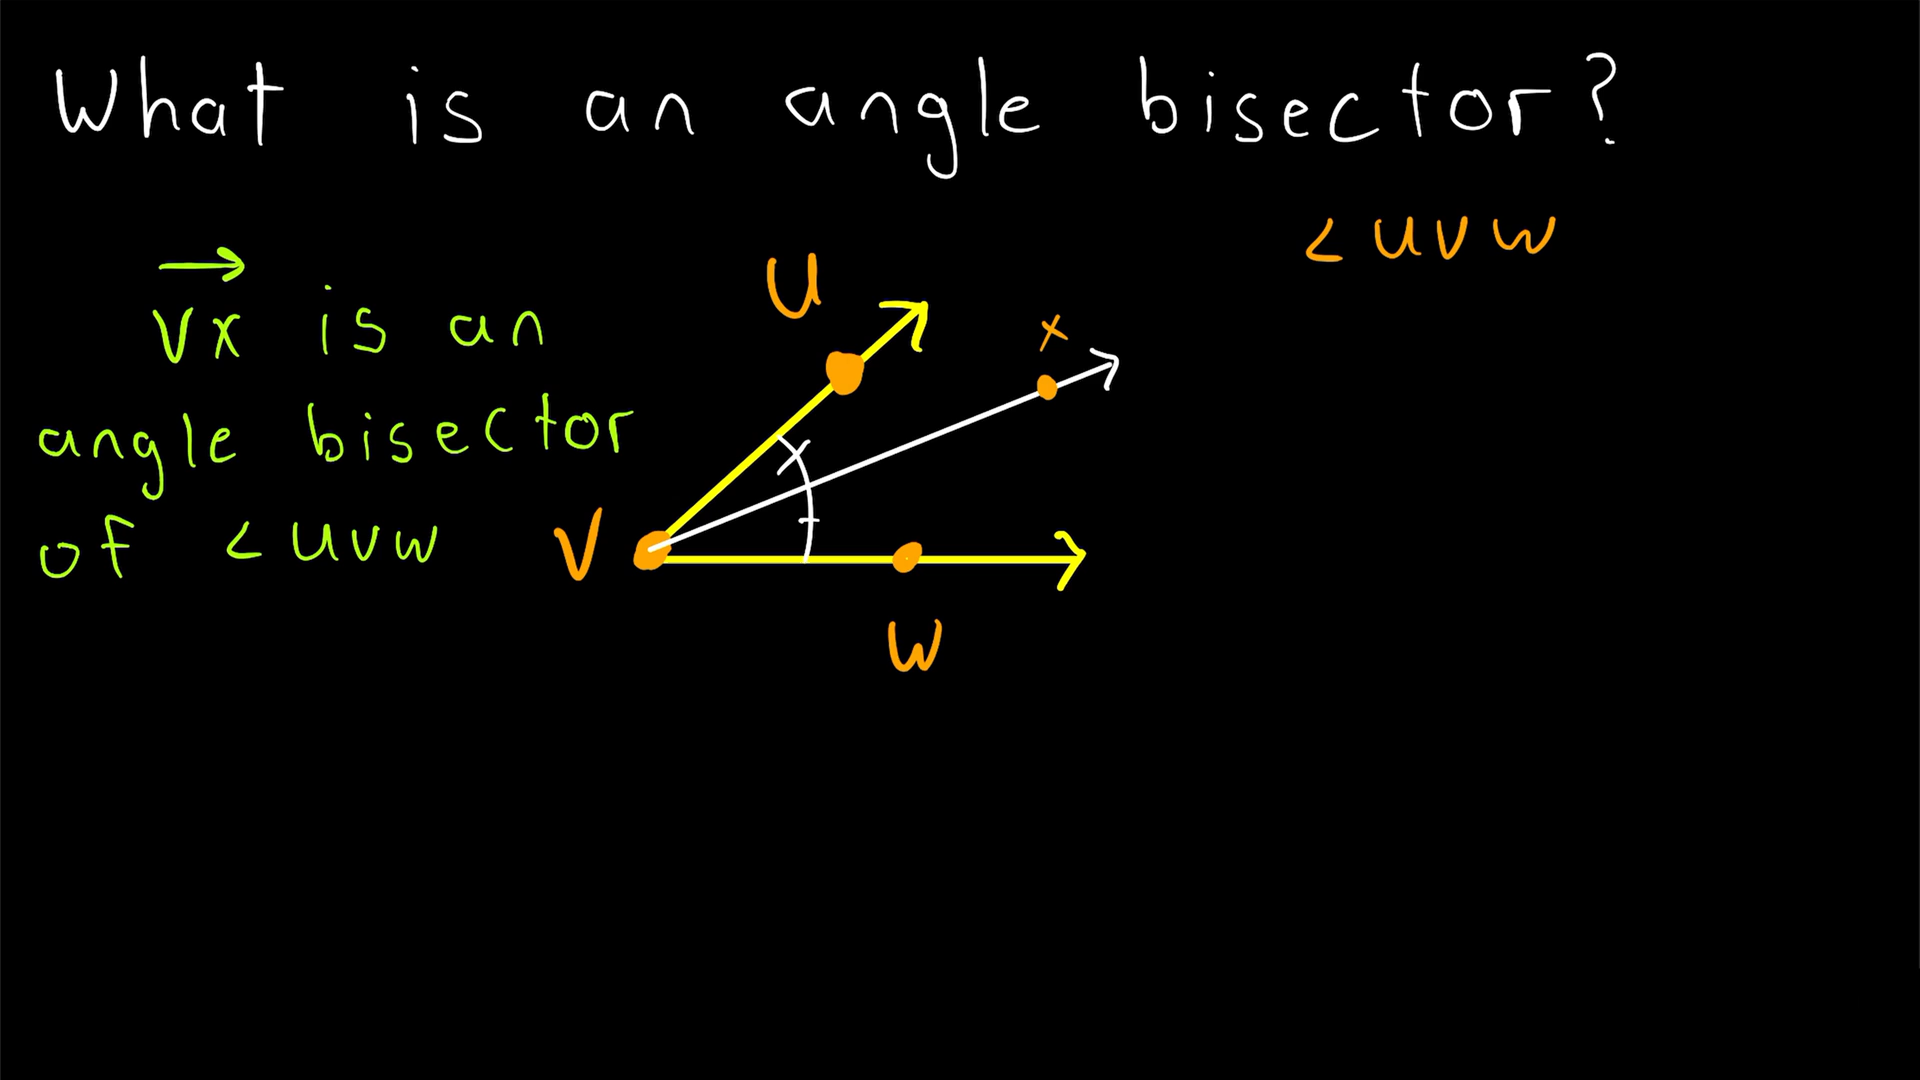 What is an angle bisector?
< UVW
VX is an
angle bisector
of < UVW
U
X
V
W